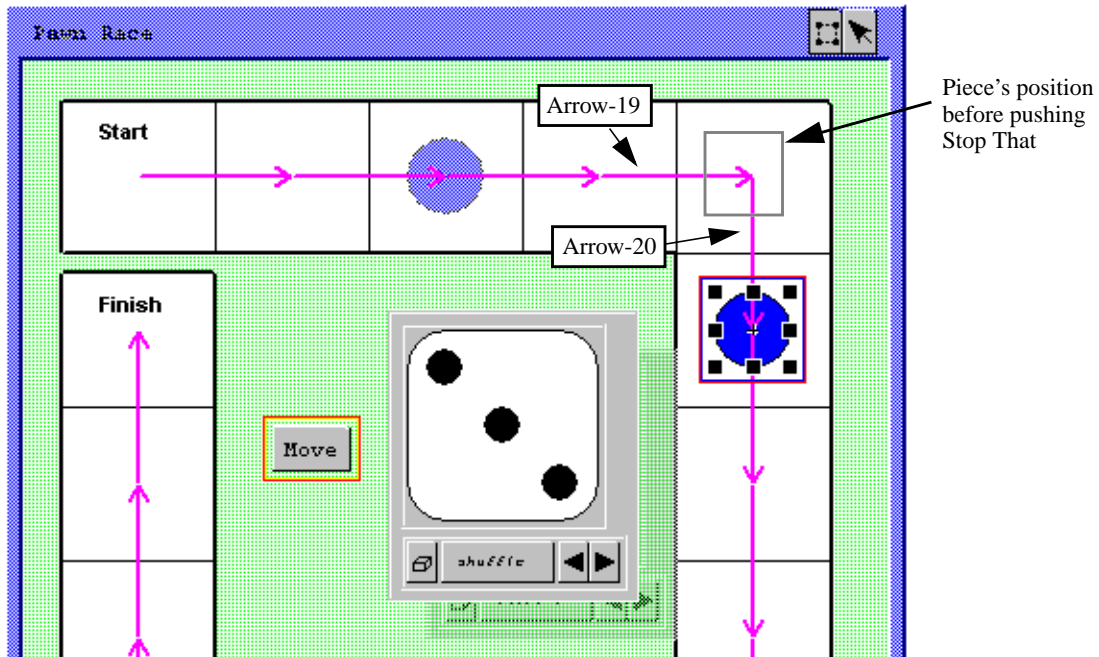 Pawn Race
Piece's position
before pushing
Stop That
Arrow-19
Start
Arrow-20
Finish
Move
shuffle